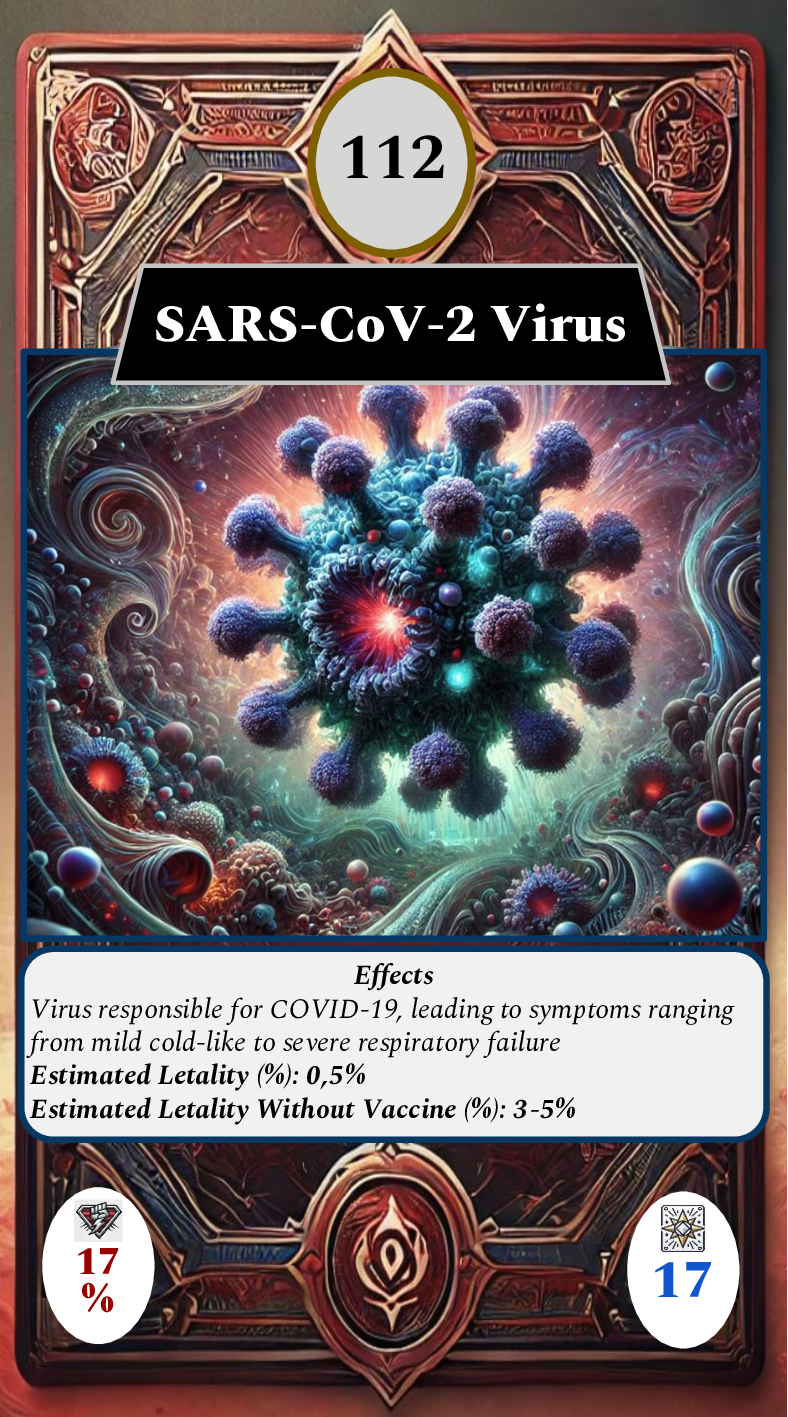 112
SARS-CoV-2 Virus
Effects
Virus responsible for COVID-19, leading to symptoms ranging
from mild cold-like to severe respiratory failure
Estimated Letality (%): 0,5%
Estimated Letality Without Vaccine (%): 3-5%
17
%
17